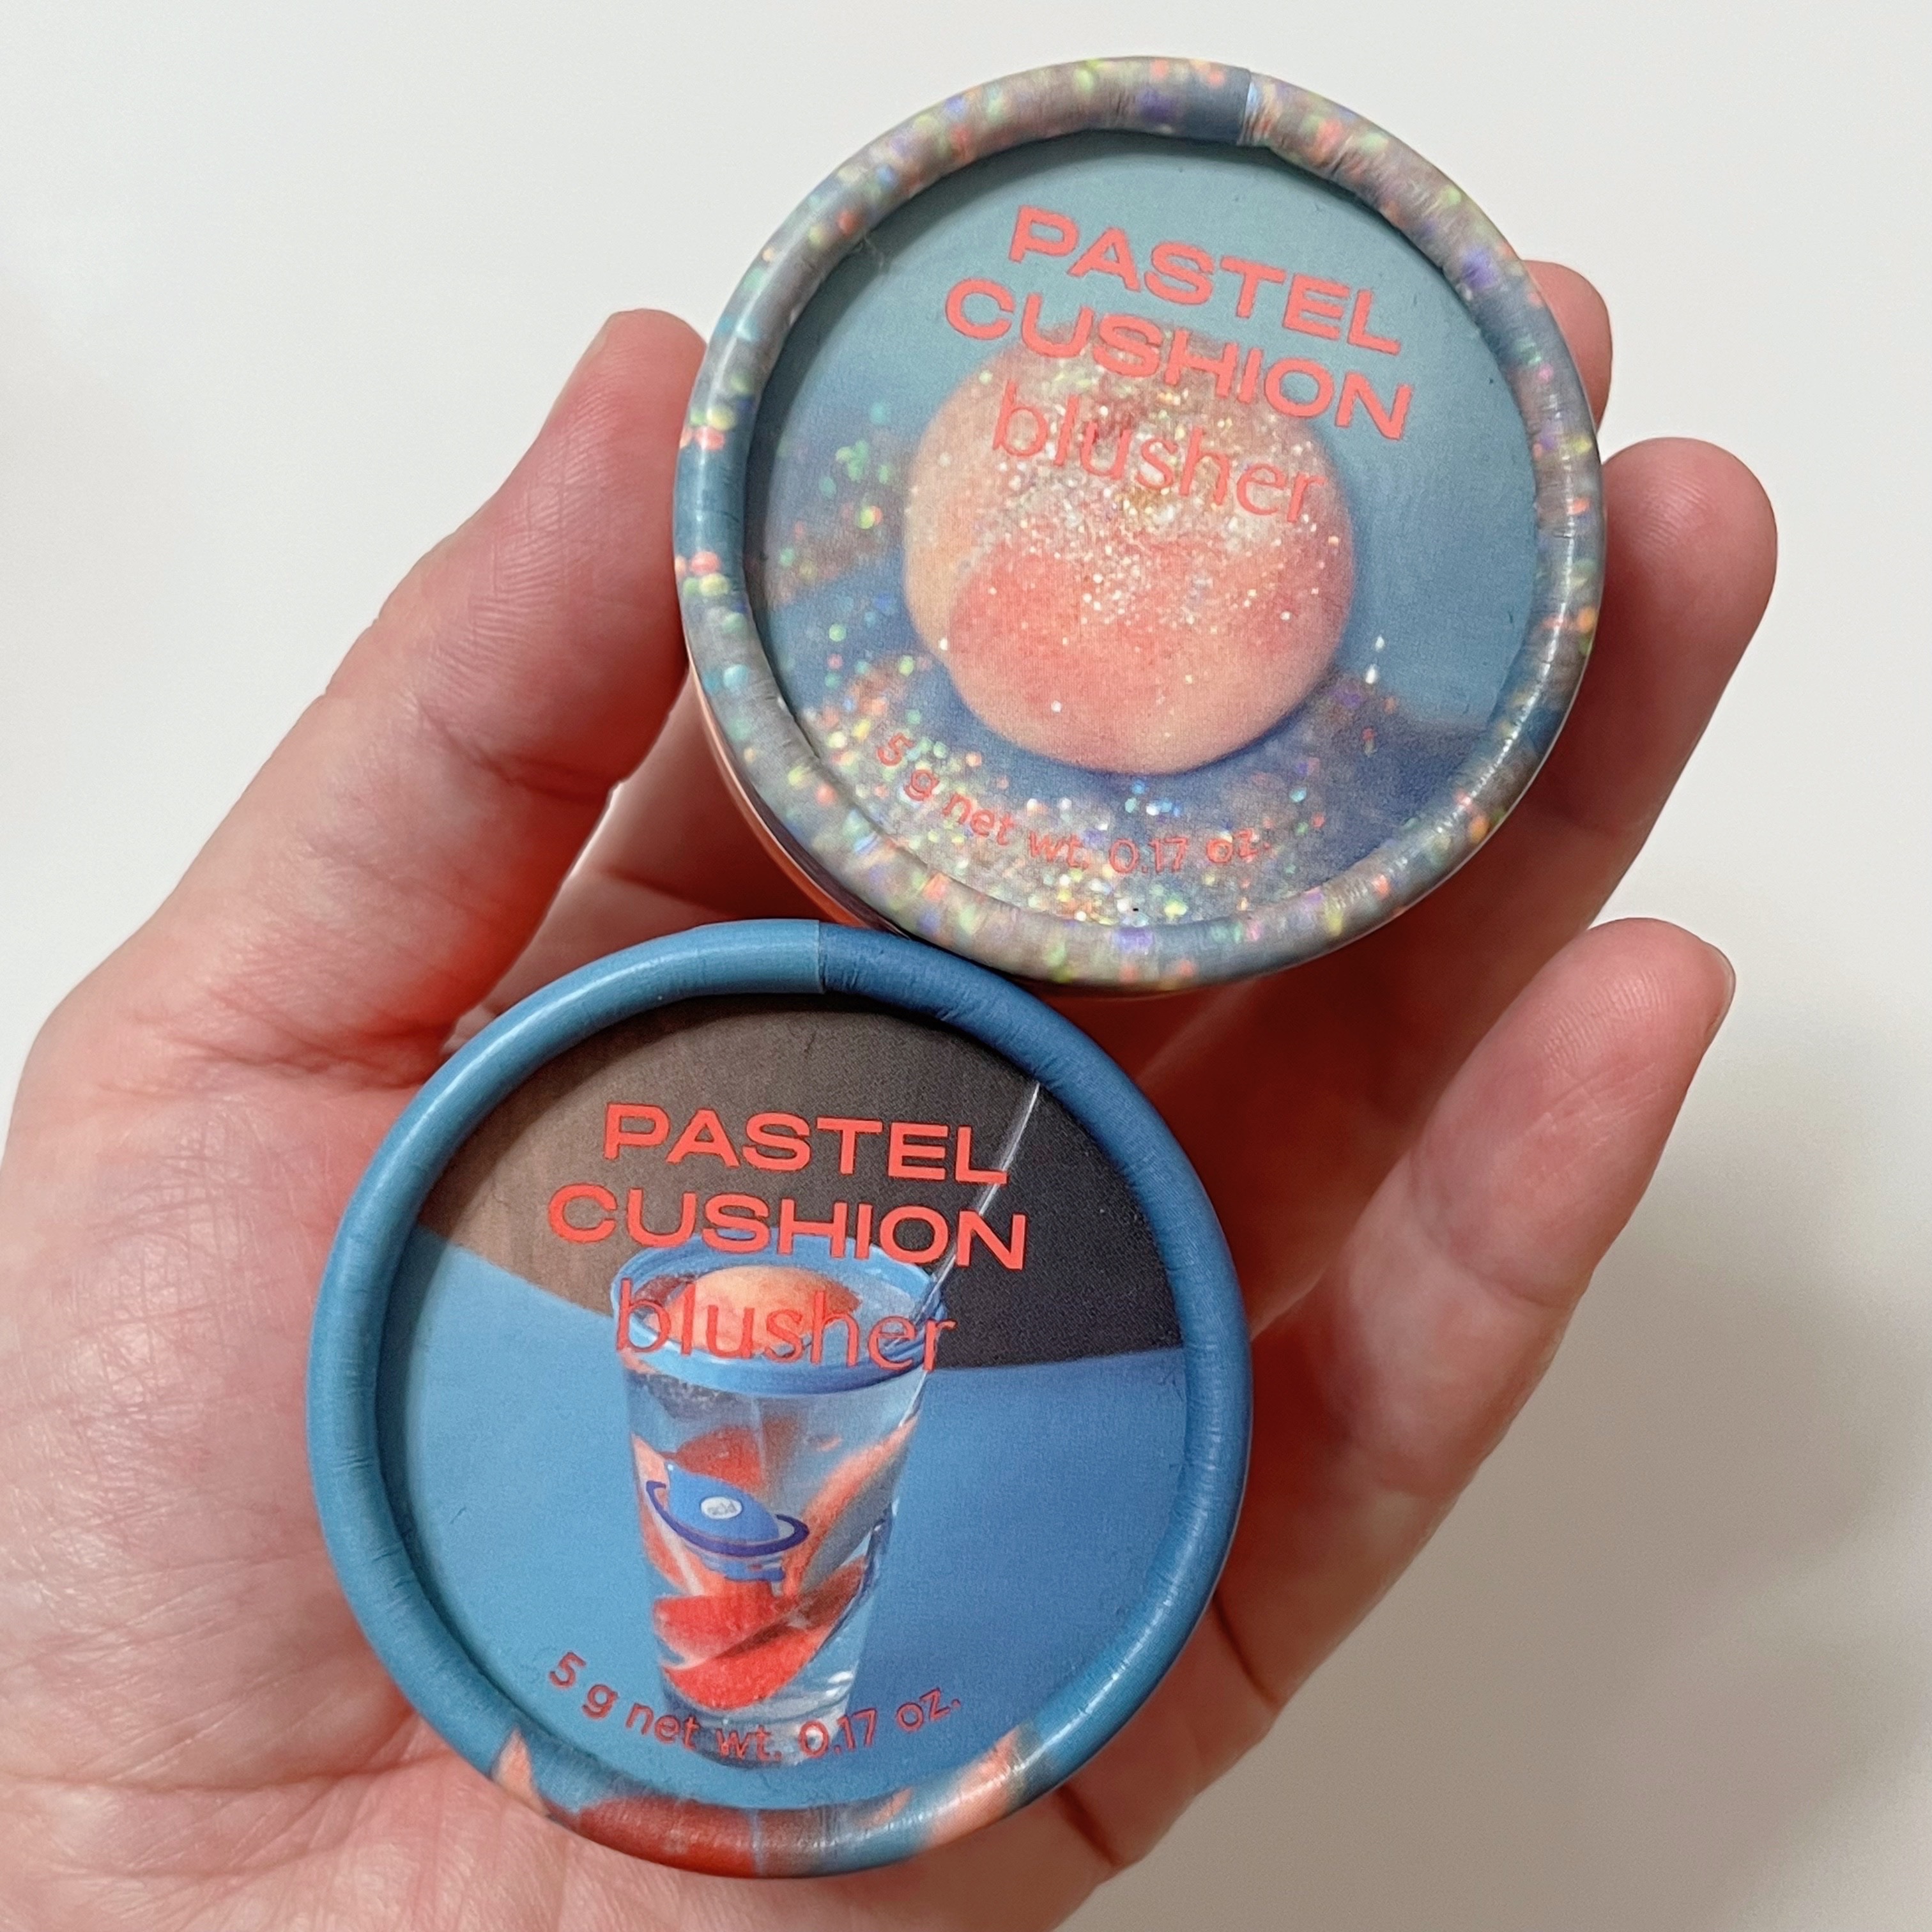 PASTEL
CUSHION
blusher
5 g net wt. 0.17 oz.
PASTEL
CUSHION
blusher
5 g net wt. 0.17 oz.